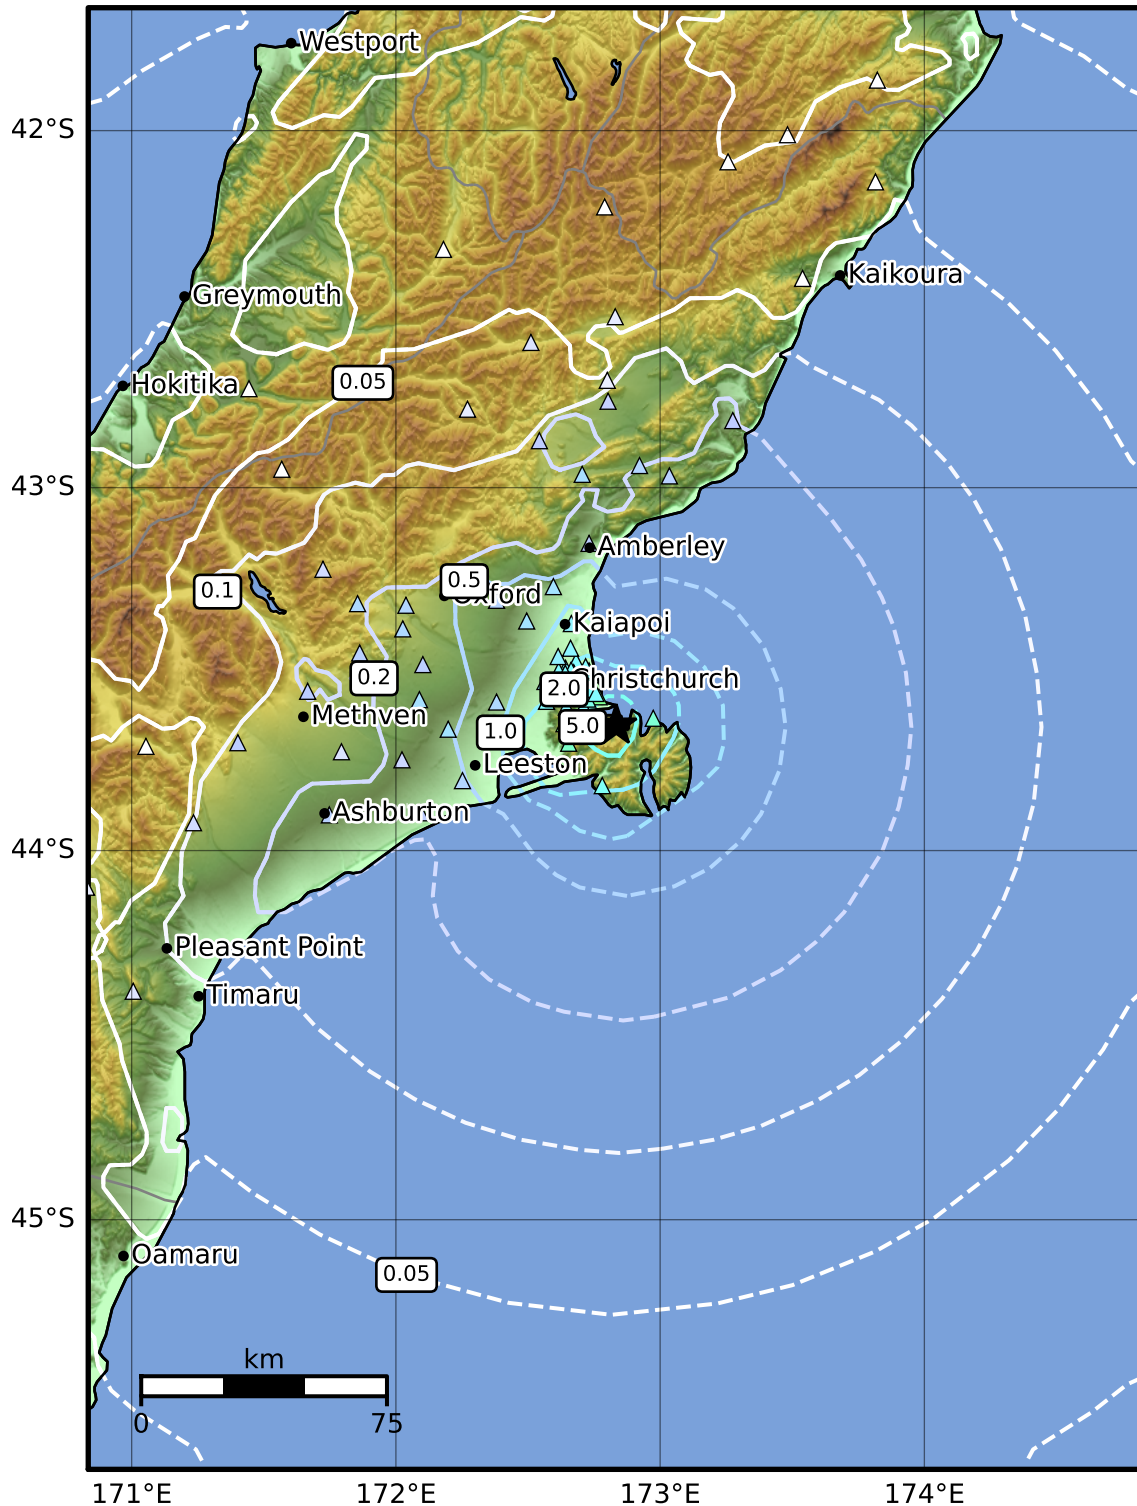 Westport
42°S
Kaikoura
Greymouth
Hokitika
0.05
43°S
Amberley
0.1
0.5
Oxford
Kaiapoi
0.2
2.0
Christchurch
Methven
1.0
5.0
Leeston
Ashburton
44°S
Pleasant Point
Timaru
45°S
Oamaru
0.05
km
0 75
171°E 172°E 173°E 174°E